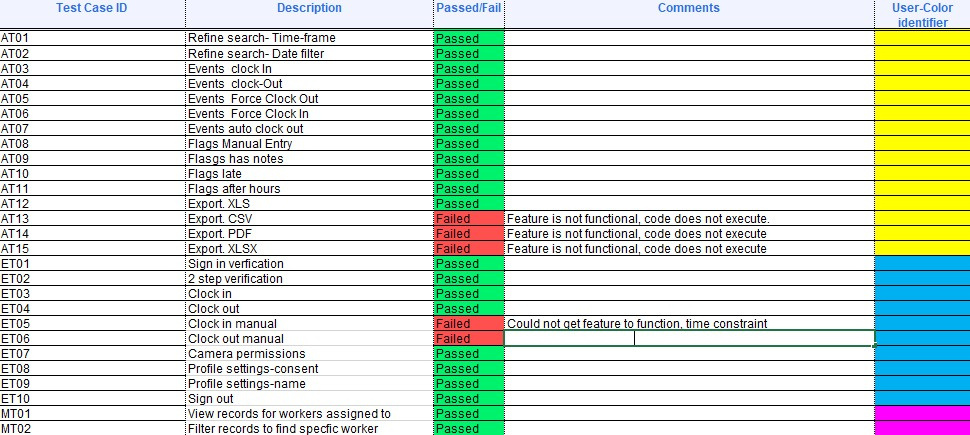 Test Case ID Description Passed/Fail Comments User-Color
identifier
AT01 Refine search- Time-frame Passed
AT02 Refine search- Date filter Passed
AT03 Events clock In Passed
AT04 Events clock-Out Passed
AT05 Events Force Clock Out Passed
AT06 Events Force Clock In Passed
AT07 Events auto clock out Passed
AT08 Flags Manual Entry Passed
AT09 Flasgs has notes Passed
AT10 Flags late Passed
AT11 Flags after hours Passed
AT12 Export. XLS Passed
AT13 Export. CSV Failed Feature is not functional, code does not execute.
AT14 Export. PDF Failed Feature is not functional, code does not execute
AT15 Export. XLSX Failed Feature is not functional, code does not execute
ET01 Sign in verfication Passed
ET02 2 step verification Passed
ET03 Clock in Passed
ET04 Clock out Passed
ET05 Clock in manual Failed Could not get feature to function, time constraint
ET06 Clock out manual Failed
ET07 Camera permissions Passed
ET08 Profile settings-consent Passed
ET09 Profile settings-name Passed
ET10 Sign out Passed
MT01 View records for workers assigned to Passed
MT02 Filter records to find specfic worker Passed